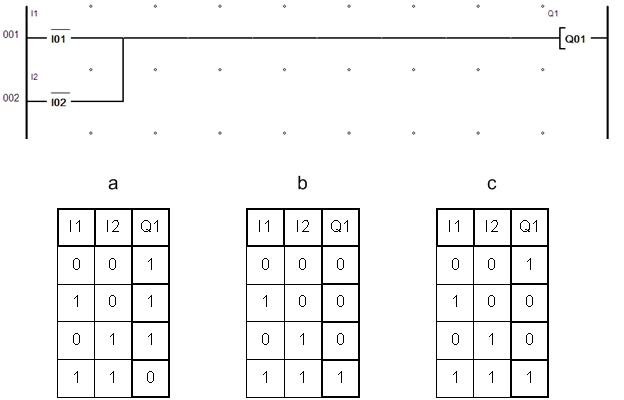 I1 Q1
001 I01 Q01
I2
002 I02
a b c
I1 I2 Q1 I1 I2 Q1 I1 I2 Q1
0 0 1 0 0 0 0 0 1
1 0 1 1 0 0 1 0 0
0 1 1 0 1 0 0 1 0
1 1 0 1 1 1 1 1 1